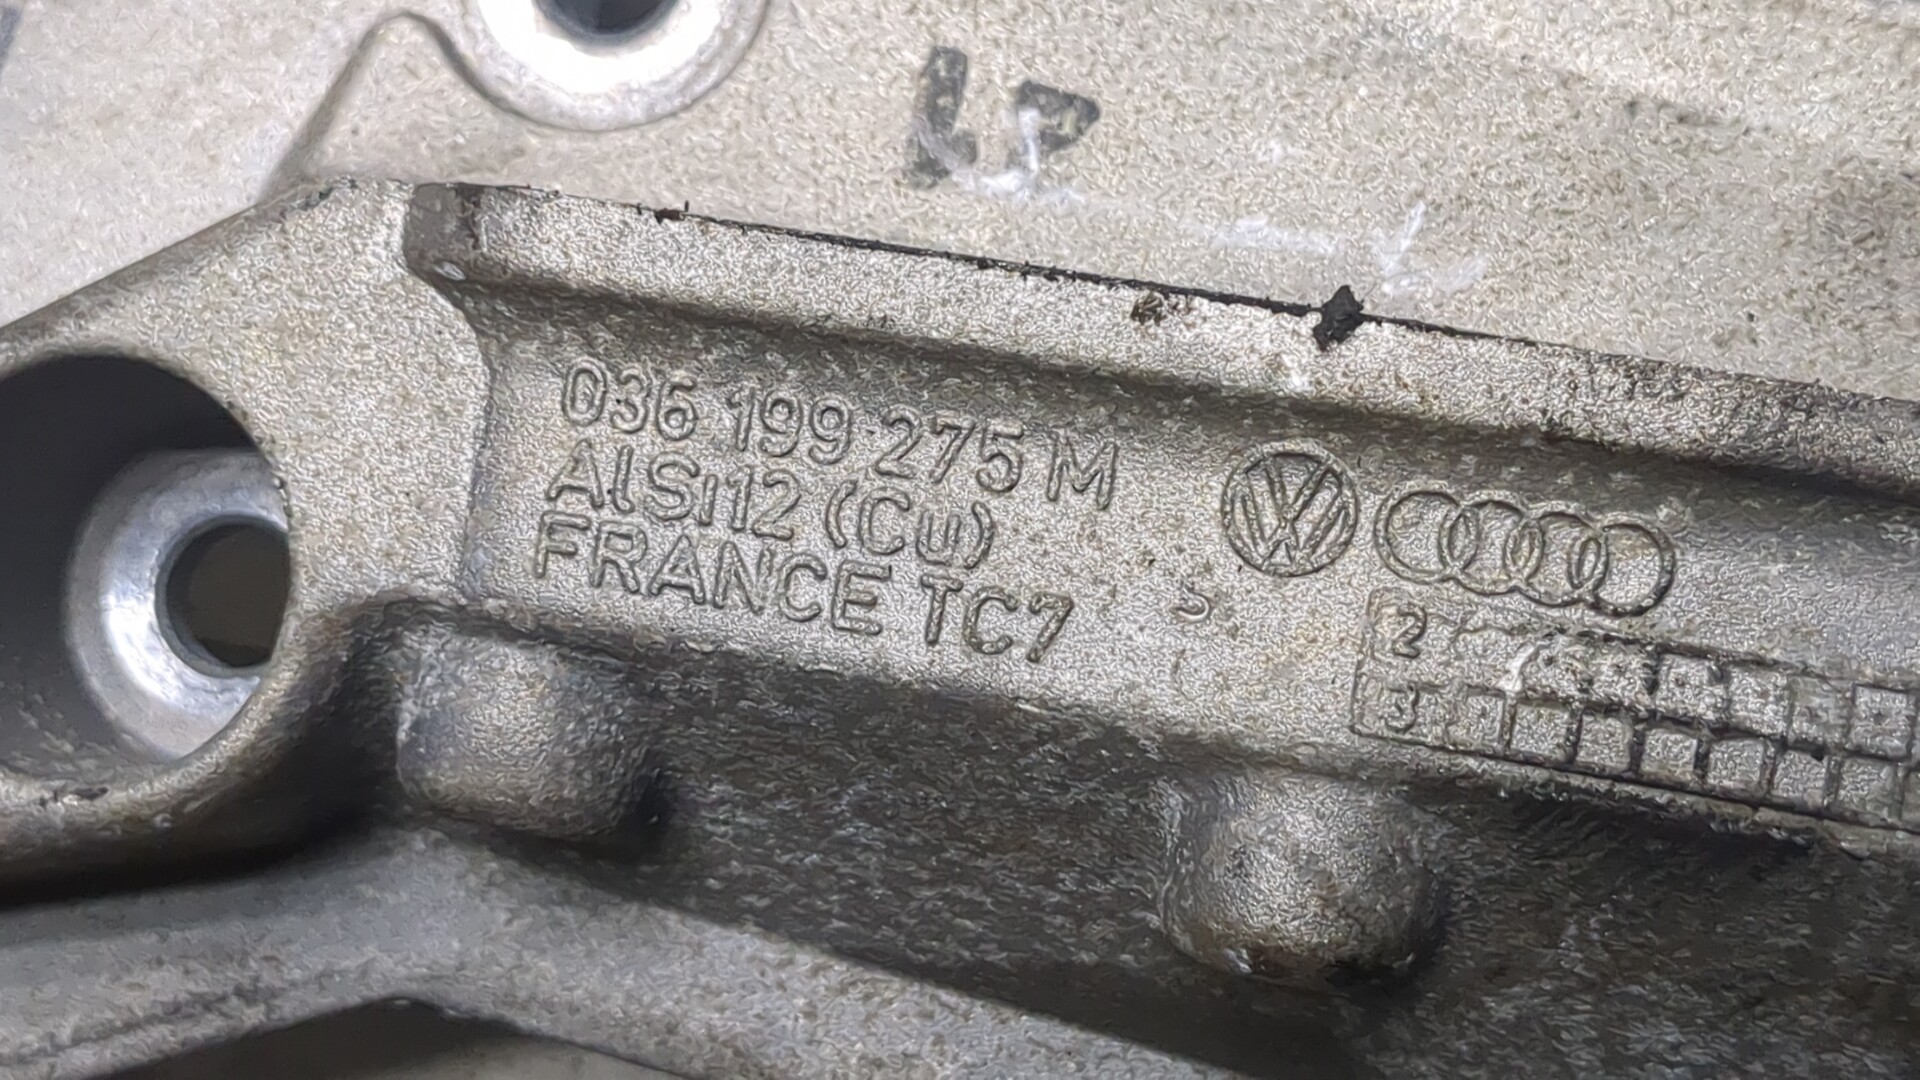 036 199 275 M
AlSi12 (Cu)
FRANCE TC7
2
3